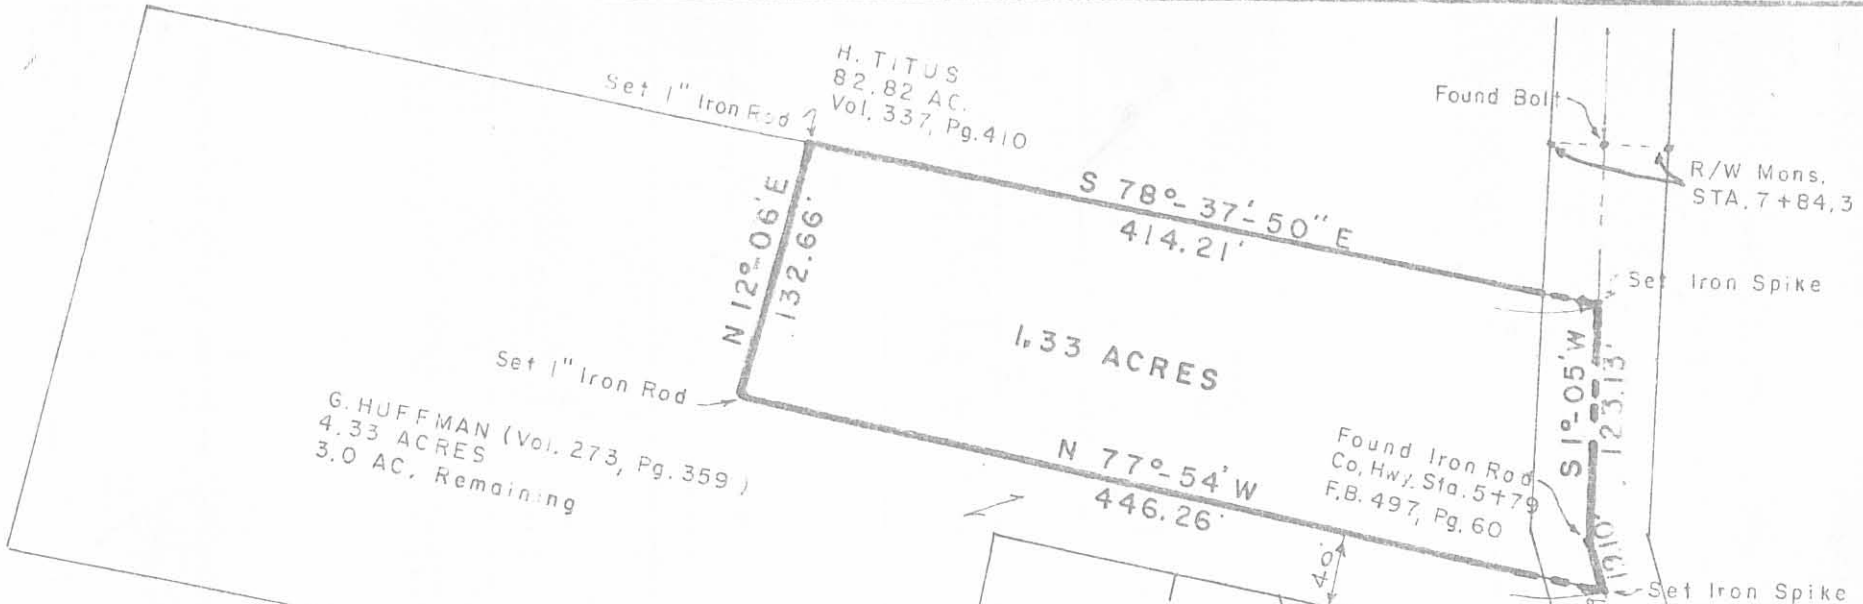 H. TITUS
82.82 AC.
Vol. 337, Pg. 410
Set 1" Iron Rod
Found Bolt
R/W Mons.
STA. 7+84.3
S 78°-37'-50" E
414.21'
Set Iron Spike
N 12°-06' E
132.66'
1.33 ACRES
S 1°-05' W
123.13'
Set 1" Iron Rod
G. HUFFMAN (Vol. 273, Pg. 359)
4.33 ACRES
3.0 AC. Remaining
N 77°-54' W
446.26'
Found Iron Rod
Co. Hwy. Sta. 5+79
F.B. 497, Pg. 60
40'
19.10'
Set Iron Spike